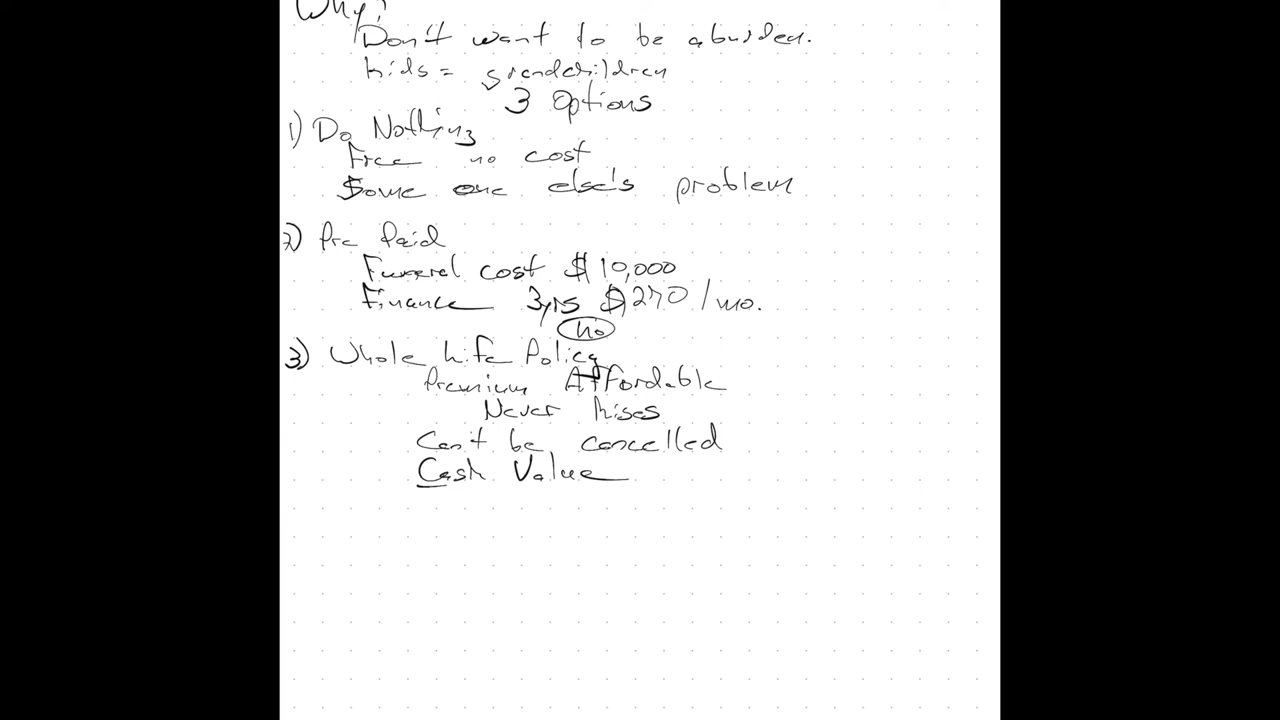 Why?
Don't want to be a burden.
kids = grandchildren
3 Options
1) Do Nothing
Free no cost
Some one else's problem
2) Pre Paid
Funeral cost $10,000
Finance 3yrs $270/mo.
no
3) Whole Life Policy
Premium Affordable
Never Rises
Can't be cancelled
Cash Value